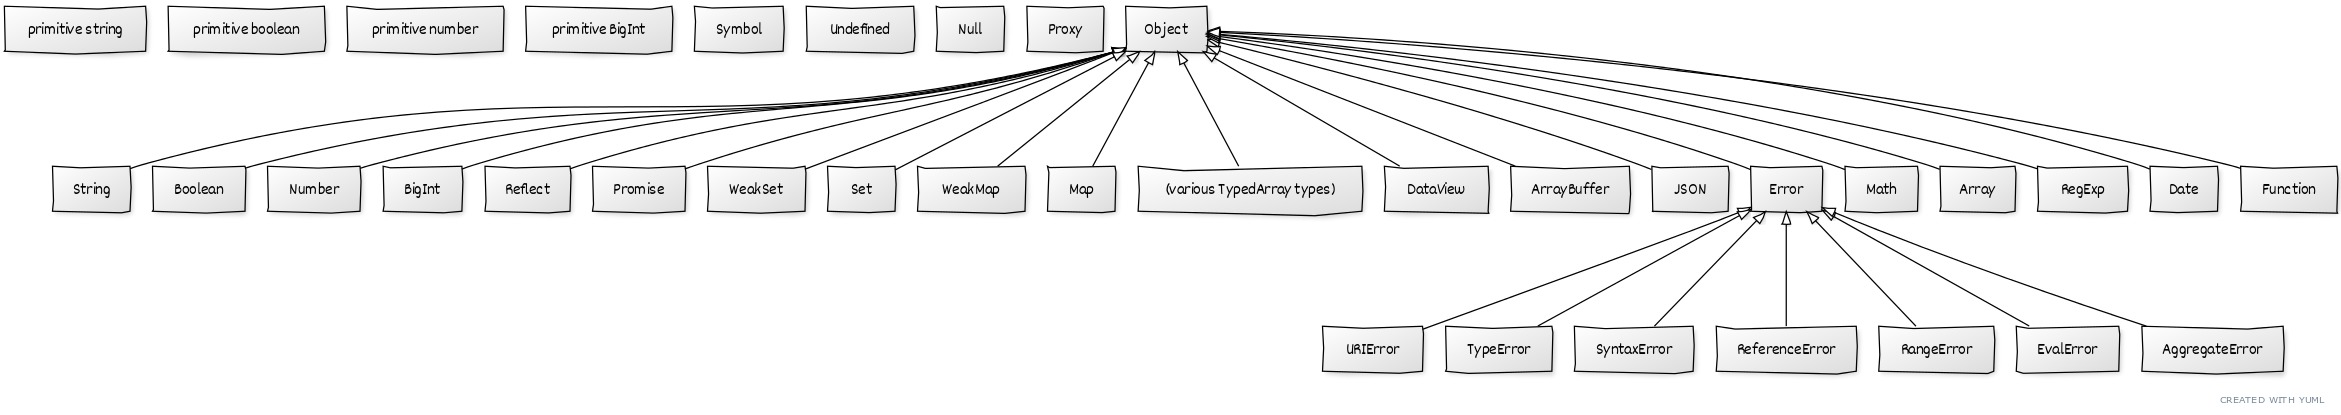 primitive string
primitive boolean
primitive number
primitive BigInt
Symbol
Undefined
Null
Proxy
Object
String
Boolean
Number
BigInt
Reflect
Promise
WeakSet
Set
WeakMap
Map
(various TypedArray types)
DataView
ArrayBuffer
JSON
Error
Math
Array
RegExp
Date
Function
URIError
TypeError
SyntaxError
ReferenceError
RangeError
EvalError
AggregateError
CREATED WITH YUML